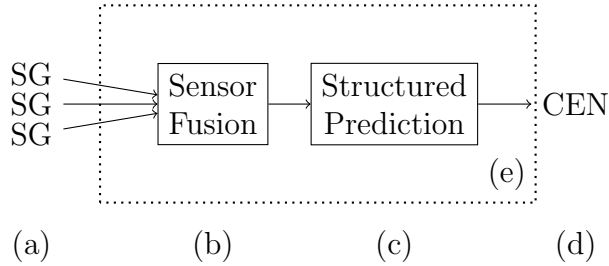 SG
SG
SG
Sensor
Fusion
Structured
Prediction
CEN
(e)
(a)
(b)
(c)
(d)